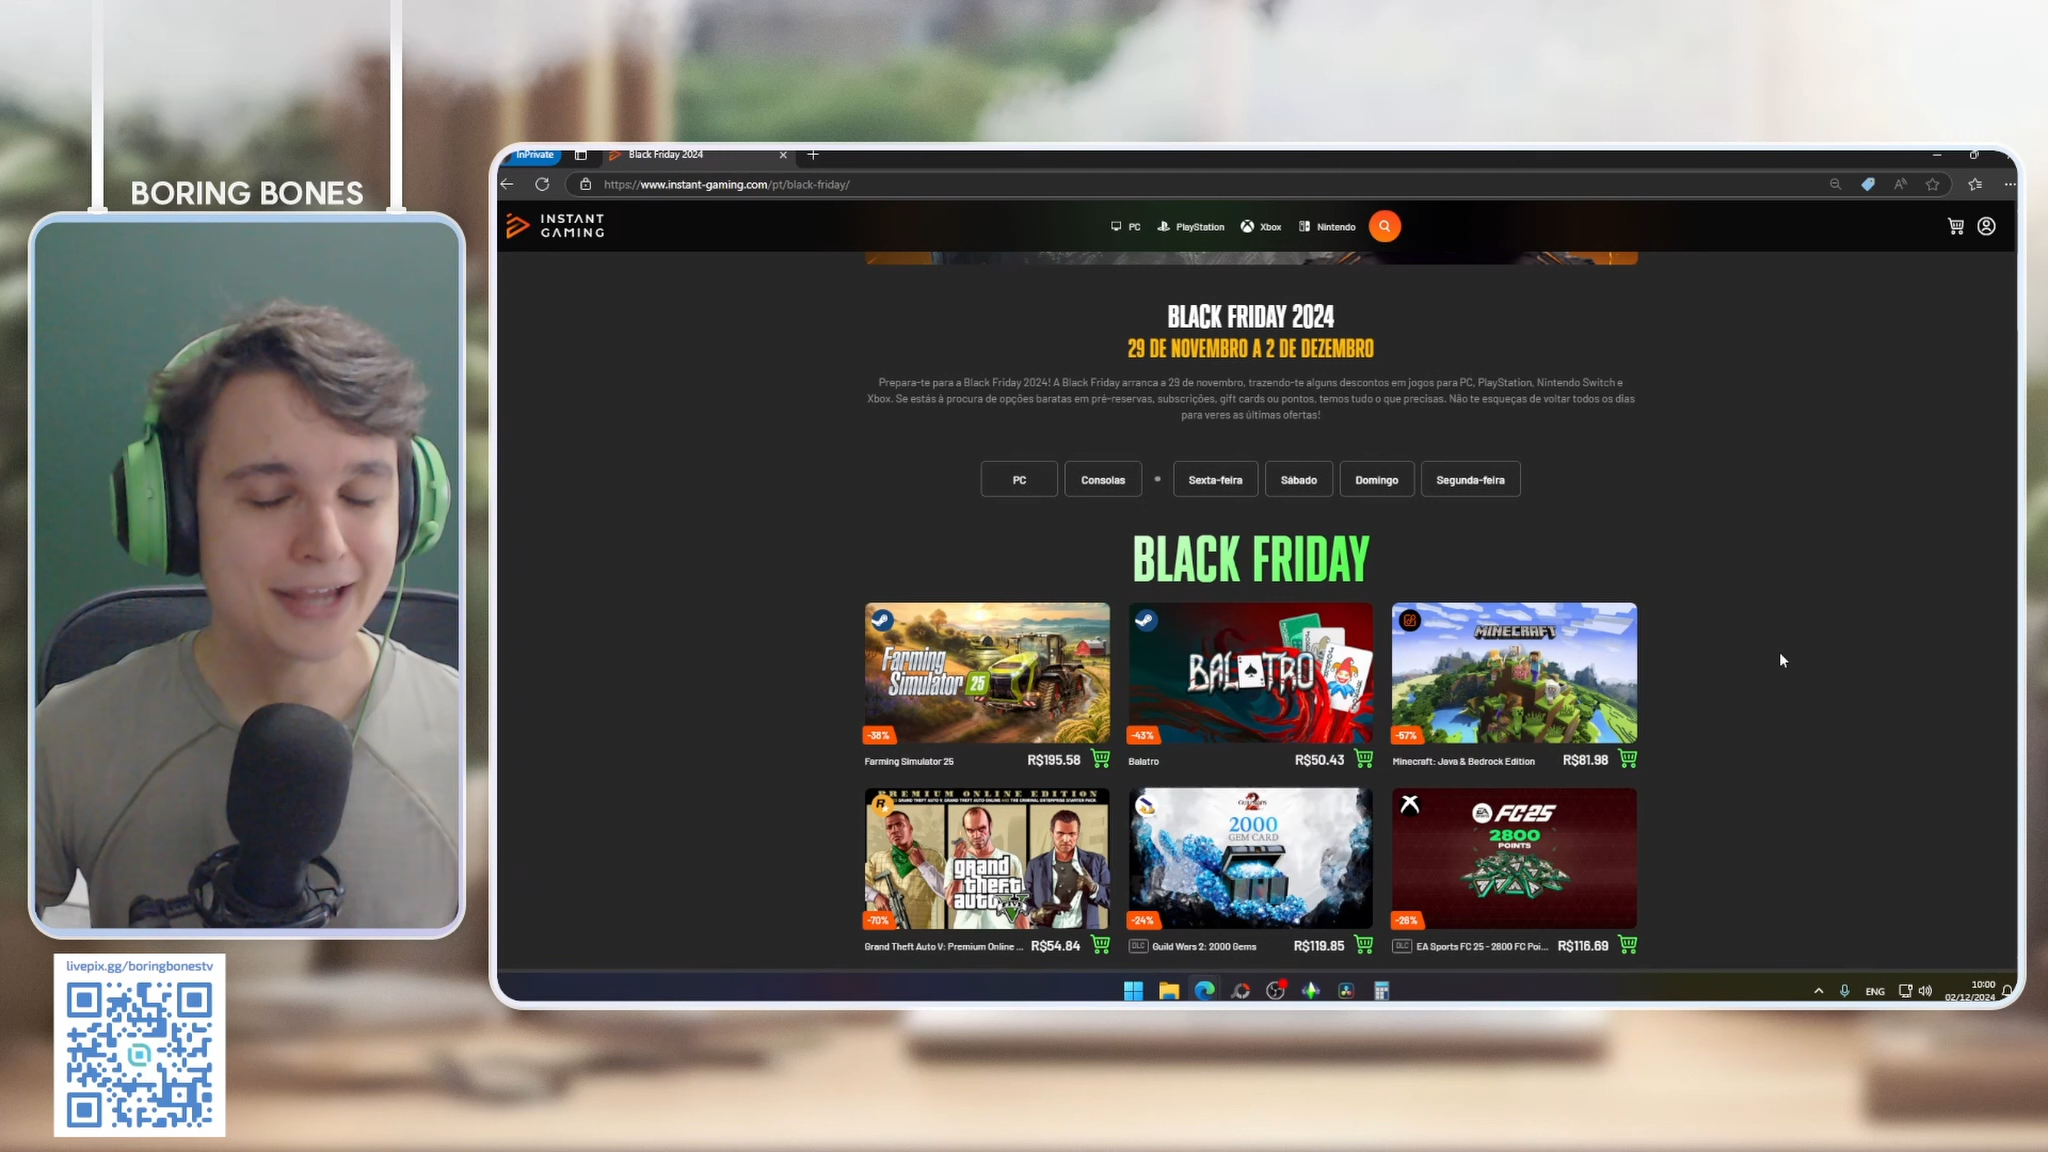 BORING BONES
livepix.gg/boringbonestv
InPrivate
Black Friday 2024
https://www.instant-gaming.com/pt/black-friday/
INSTANT
GAMING
PC
PlayStation
Xbox
Nintendo
BLACK FRIDAY 2024
29 DE NOVEMBRO A 2 DE DEZEMBRO
Prepara-te para a Black Friday 2024! A Black Friday arranca a 29 de novembro, trazendo-te alguns descontos em jogos para PC, PlayStation, Nintendo Switch e
Xbox. Se estás à procura de opções baratas em pré-reservas, subscrições, gift cards ou pontos, temos tudo o que precisas. Não te esqueças de voltar todos os dias
para veres as últimas ofertas!
PC
Consolas
Sexta-feira
Sábado
Domingo
Segunda-feira
BLACK FRIDAY
Farming
Simulator 25
-38%
Farming Simulator 25
R$195.58
BALATRO
-43%
Balatro
R$50.43
MINECRAFT
-57%
Minecraft: Java & Bedrock Edition
R$81.98
PREMIUM ONLINE EDITION
grand
theft
auto V
-70%
Grand Theft Auto V: Premium Online ...
R$54.84
2000
GEM CARD
-24%
DLC
Guild Wars 2: 2000 Gems
R$119.85
EA SPORTS FC 25
2800
POINTS
-26%
DLC
EA Sports FC 25 - 2800 FC Poi...
R$116.69
ENG
10:00
02/12/2024